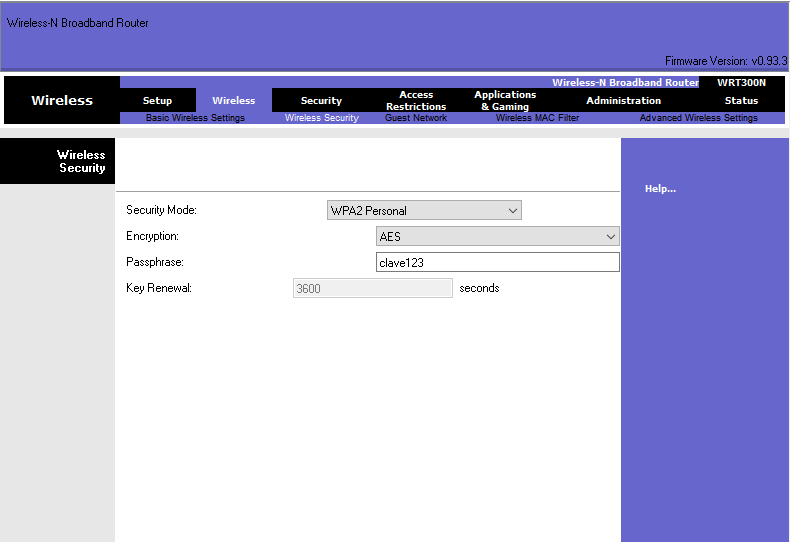 Wireless-N Broadband Router
Firmware Version: v0.93.3
Wireless-N Broadband Router WRT300N
Wireless
Setup Wireless Security Access Restrictions Applications & Gaming Administration Status
Basic Wireless Settings Wireless Security Guest Network Wireless MAC Filter Advanced Wireless Settings
Wireless
Security
Help...
Security Mode: WPA2 Personal
Encryption: AES
Passphrase: clave123
Key Renewal: 3600 seconds